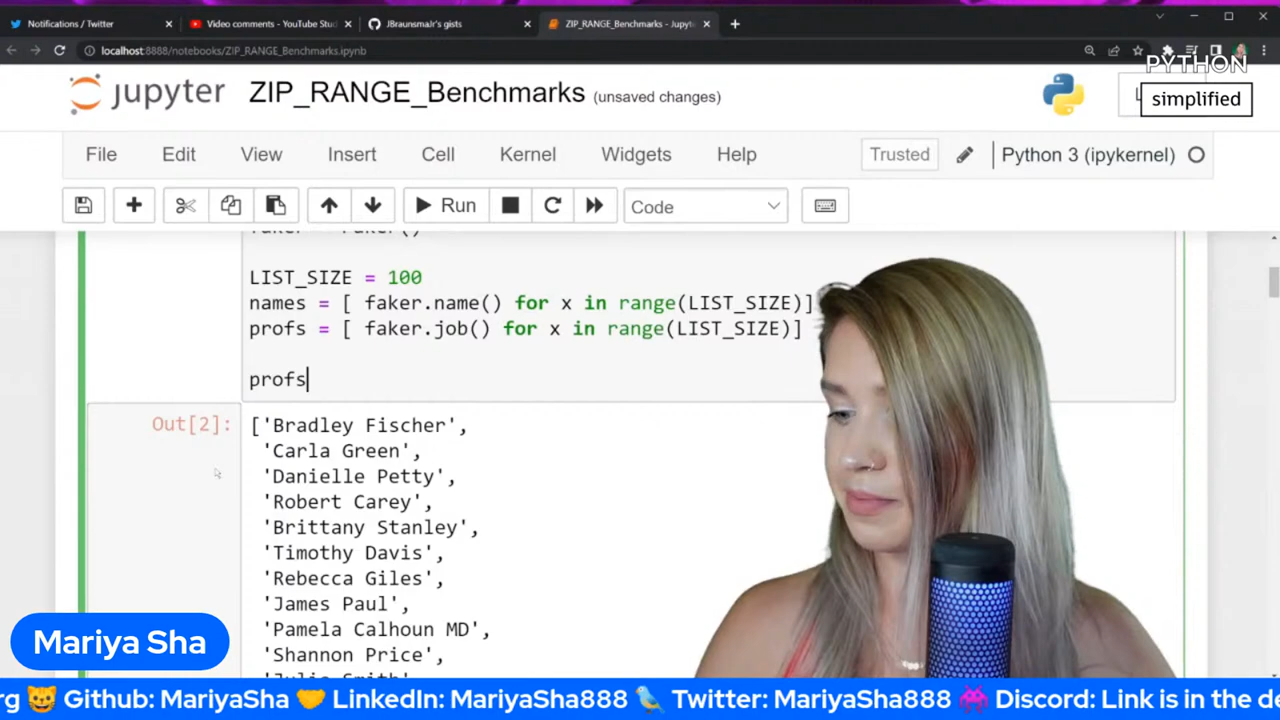 Notifications / Twitter
Video comments - YouTube Stud
JBraunsmaJr's gists
ZIP_RANGE_Benchmarks - Jupyte
localhost:8888/notebooks/ZIP_RANGE_Benchmarks.ipynb
PYTHON
simplified
jupyter ZIP_RANGE_Benchmarks (unsaved changes)
File Edit View Insert Cell Kernel Widgets Help Trusted Python 3 (ipykernel)
Run Code
LIST_SIZE = 100
names = [ faker.name() for x in range(LIST_SIZE)]
profs = [ faker.job() for x in range(LIST_SIZE)]
profs
Out[2]: ['Bradley Fischer',
'Carla Green',
'Danielle Petty',
'Robert Carey',
'Brittany Stanley',
'Timothy Davis',
'Rebecca Giles',
'James Paul',
'Pamela Calhoun MD',
'Shannon Price',
Mariya Sha
rg 😺 Github: MariyaSha 🤝 LinkedIn: MariyaSha888 🐦 Twitter: MariyaSha888 👾 Discord: Link is in the de